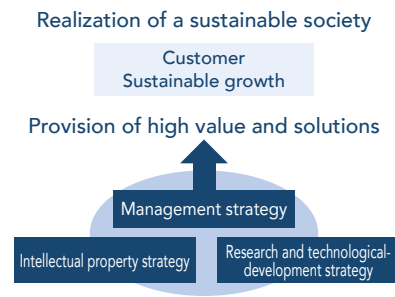 Realization of a sustainable society
Customer
Sustainable growth
Provision of high value and solutions
Management strategy
Intellectual property strategy
Research and technological-
development strategy